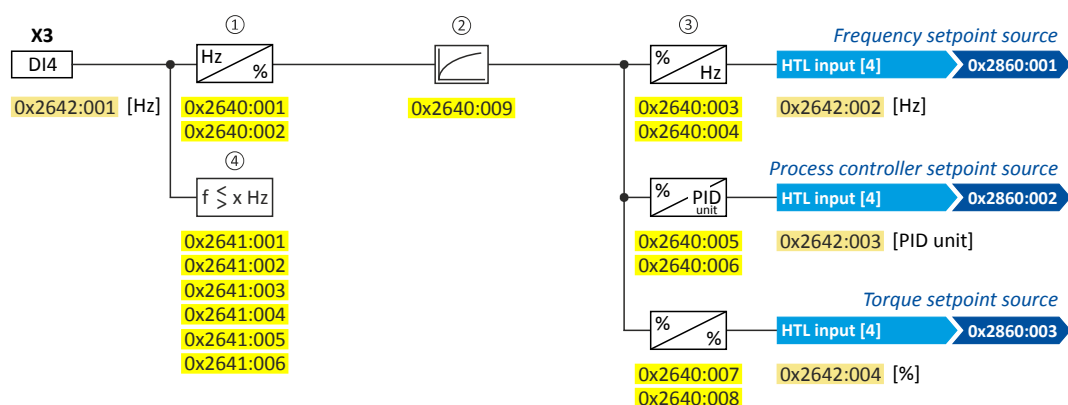 ① ② ③ Frequency setpoint source
X3
DI4 Hz % % Hz HTL input [4] 0x2860:001
0x2642:001 [Hz] 0x2640:001 0x2640:009 0x2640:003 0x2642:002 [Hz]
0x2640:002 0x2640:004
④ Process controller setpoint source
f ≶ x Hz % PID unit HTL input [4] 0x2860:002
0x2641:001 0x2640:005 0x2642:003 [PID unit]
0x2641:002 0x2640:006
0x2641:003
0x2641:004 Torque setpoint source
0x2641:005 % % HTL input [4] 0x2860:003
0x2641:006 0x2640:007 0x2642:004 [%]
0x2640:008